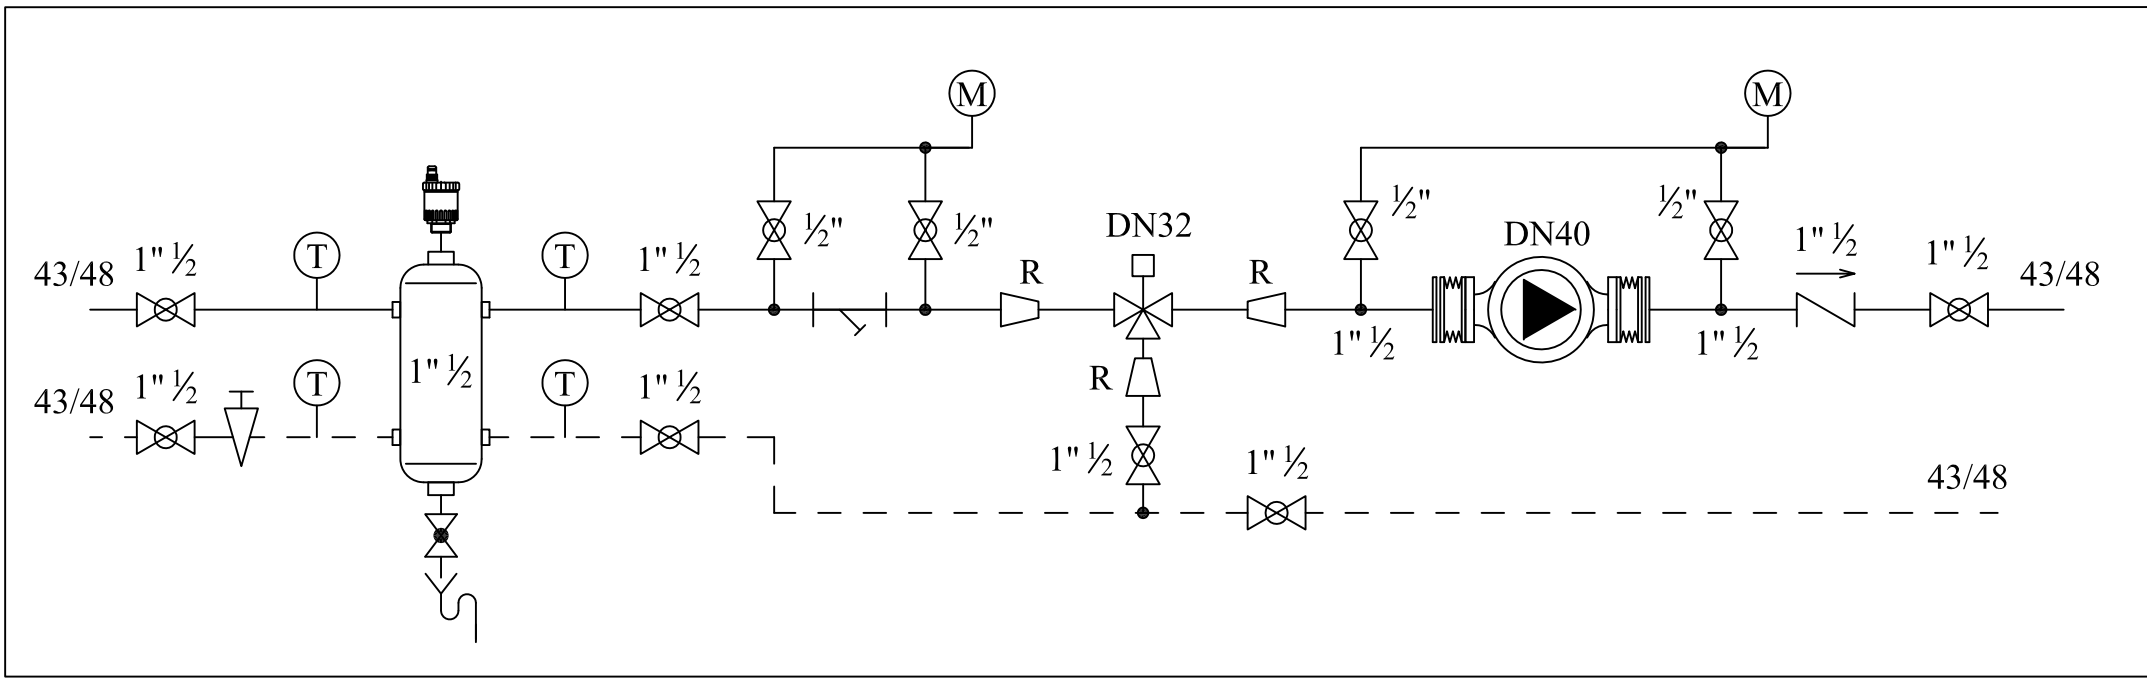 M
M
½"
½"
½"
½"
DN32
DN40
1" ½
T
T
1" ½
1" ½
1" ½
43/48
R
R
43/48
1" ½
1" ½
1" ½
43/48
1" ½
T
T
1" ½
R
1" ½
1" ½
43/48